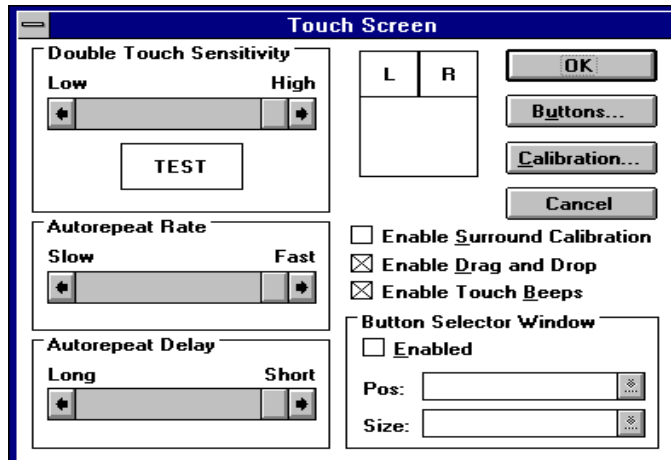 Touch Screen
Double Touch Sensitivity
Low High
TEST
Autorepeat Rate
Slow Fast
Autorepeat Delay
Long Short
L R
OK
Buttons...
Calibration...
Cancel
Enable Surround Calibration
Enable Drag and Drop
Enable Touch Beeps
Button Selector Window
Enabled
Pos:
Size: